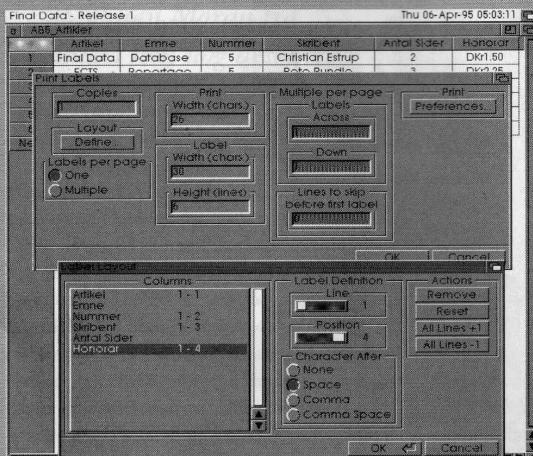 Final Data - Release 1 Thu 06-Apr-95 05:03:11
AB5_Artikler
Artikel Emne Nummer Skribent Antal Sider Honorar
1 Final Data Database 5 Christian Estrup 2 DKr1.50
Print Labels
Copies
1
Layout
Define...
Labels per page
One
Multiple
Print
Width (chars.)
26
Label
Width (chars.)
30
Height (lines)
6
Multiple per page
Labels
Across
1
Down
1
Lines to skip
before first label
0
Print
Preferences...
OK Cancel
Label Layout
Columns
Artikel 1 - 1
Emne
Nummer 1 - 2
Skribent 1 - 3
Antal Sider
Honorar 1 - 4
Label Definition
Line
1
Position
4
Character After
None
Space
Comma
Comma Space
Actions
Remove
Reset
All Lines +1
All Lines -1
OK Cancel